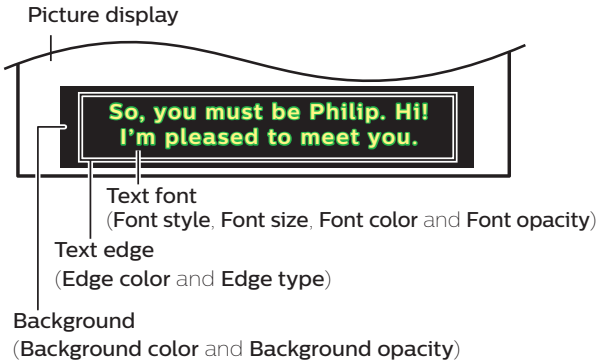 Picture display
So, you must be Philip. Hi!
I'm pleased to meet you.
Text font
(Font style, Font size, Font color and Font opacity)
Text edge
(Edge color and Edge type)
Background
(Background color and Background opacity)